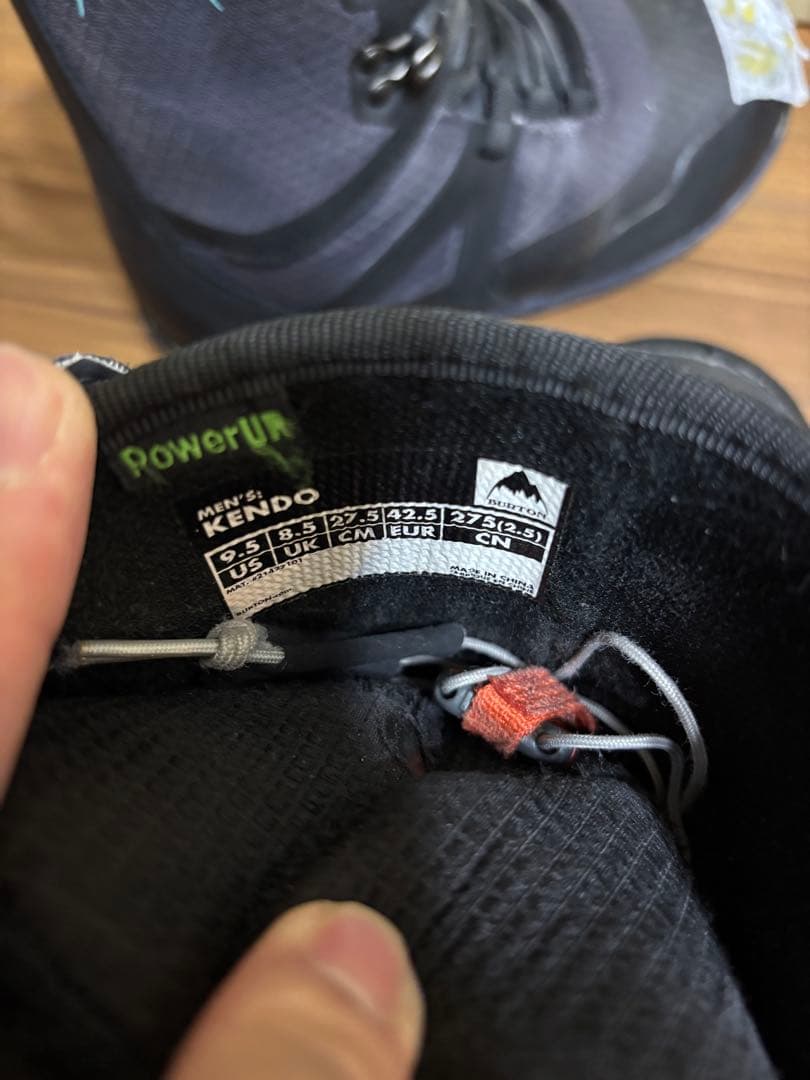 PowerUP
MEN'S:
KENDO
BURTON
9.5 8.5 27.5 42.5 275(2.5)
US UK CM EUR CN
MADE IN CHINA